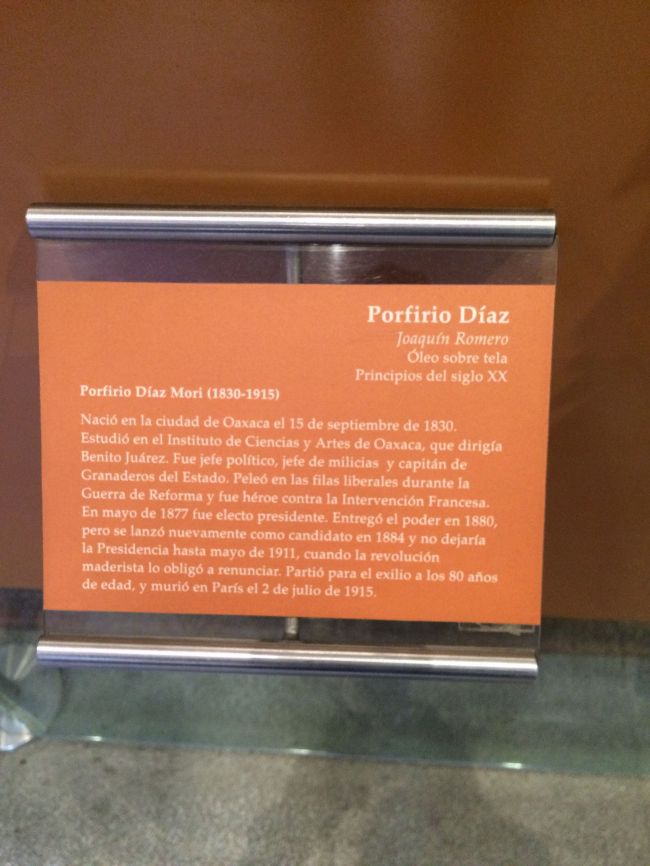 Porfirio Díaz
Joaquín Romero
Óleo sobre tela
Principios del siglo XX
Porfirio Díaz Mori (1830-1915)
Nació en la ciudad de Oaxaca el 15 de septiembre de 1830.
Estudió en el Instituto de Ciencias y Artes de Oaxaca, que dirigía
Benito Juárez. Fue jefe político, jefe de milicias y capitán de
Granaderos del Estado. Peleó en las filas liberales durante la
Guerra de Reforma y fue héroe contra la Intervención Francesa.
En mayo de 1877 fue electo presidente. Entregó el poder en 1880,
pero se lanzó nuevamente como candidato en 1884 y no dejaría
la Presidencia hasta mayo de 1911, cuando la revolución
maderista lo obligó a renunciar. Partió para el exilio a los 80 años
de edad, y murió en París el 2 de julio de 1915.